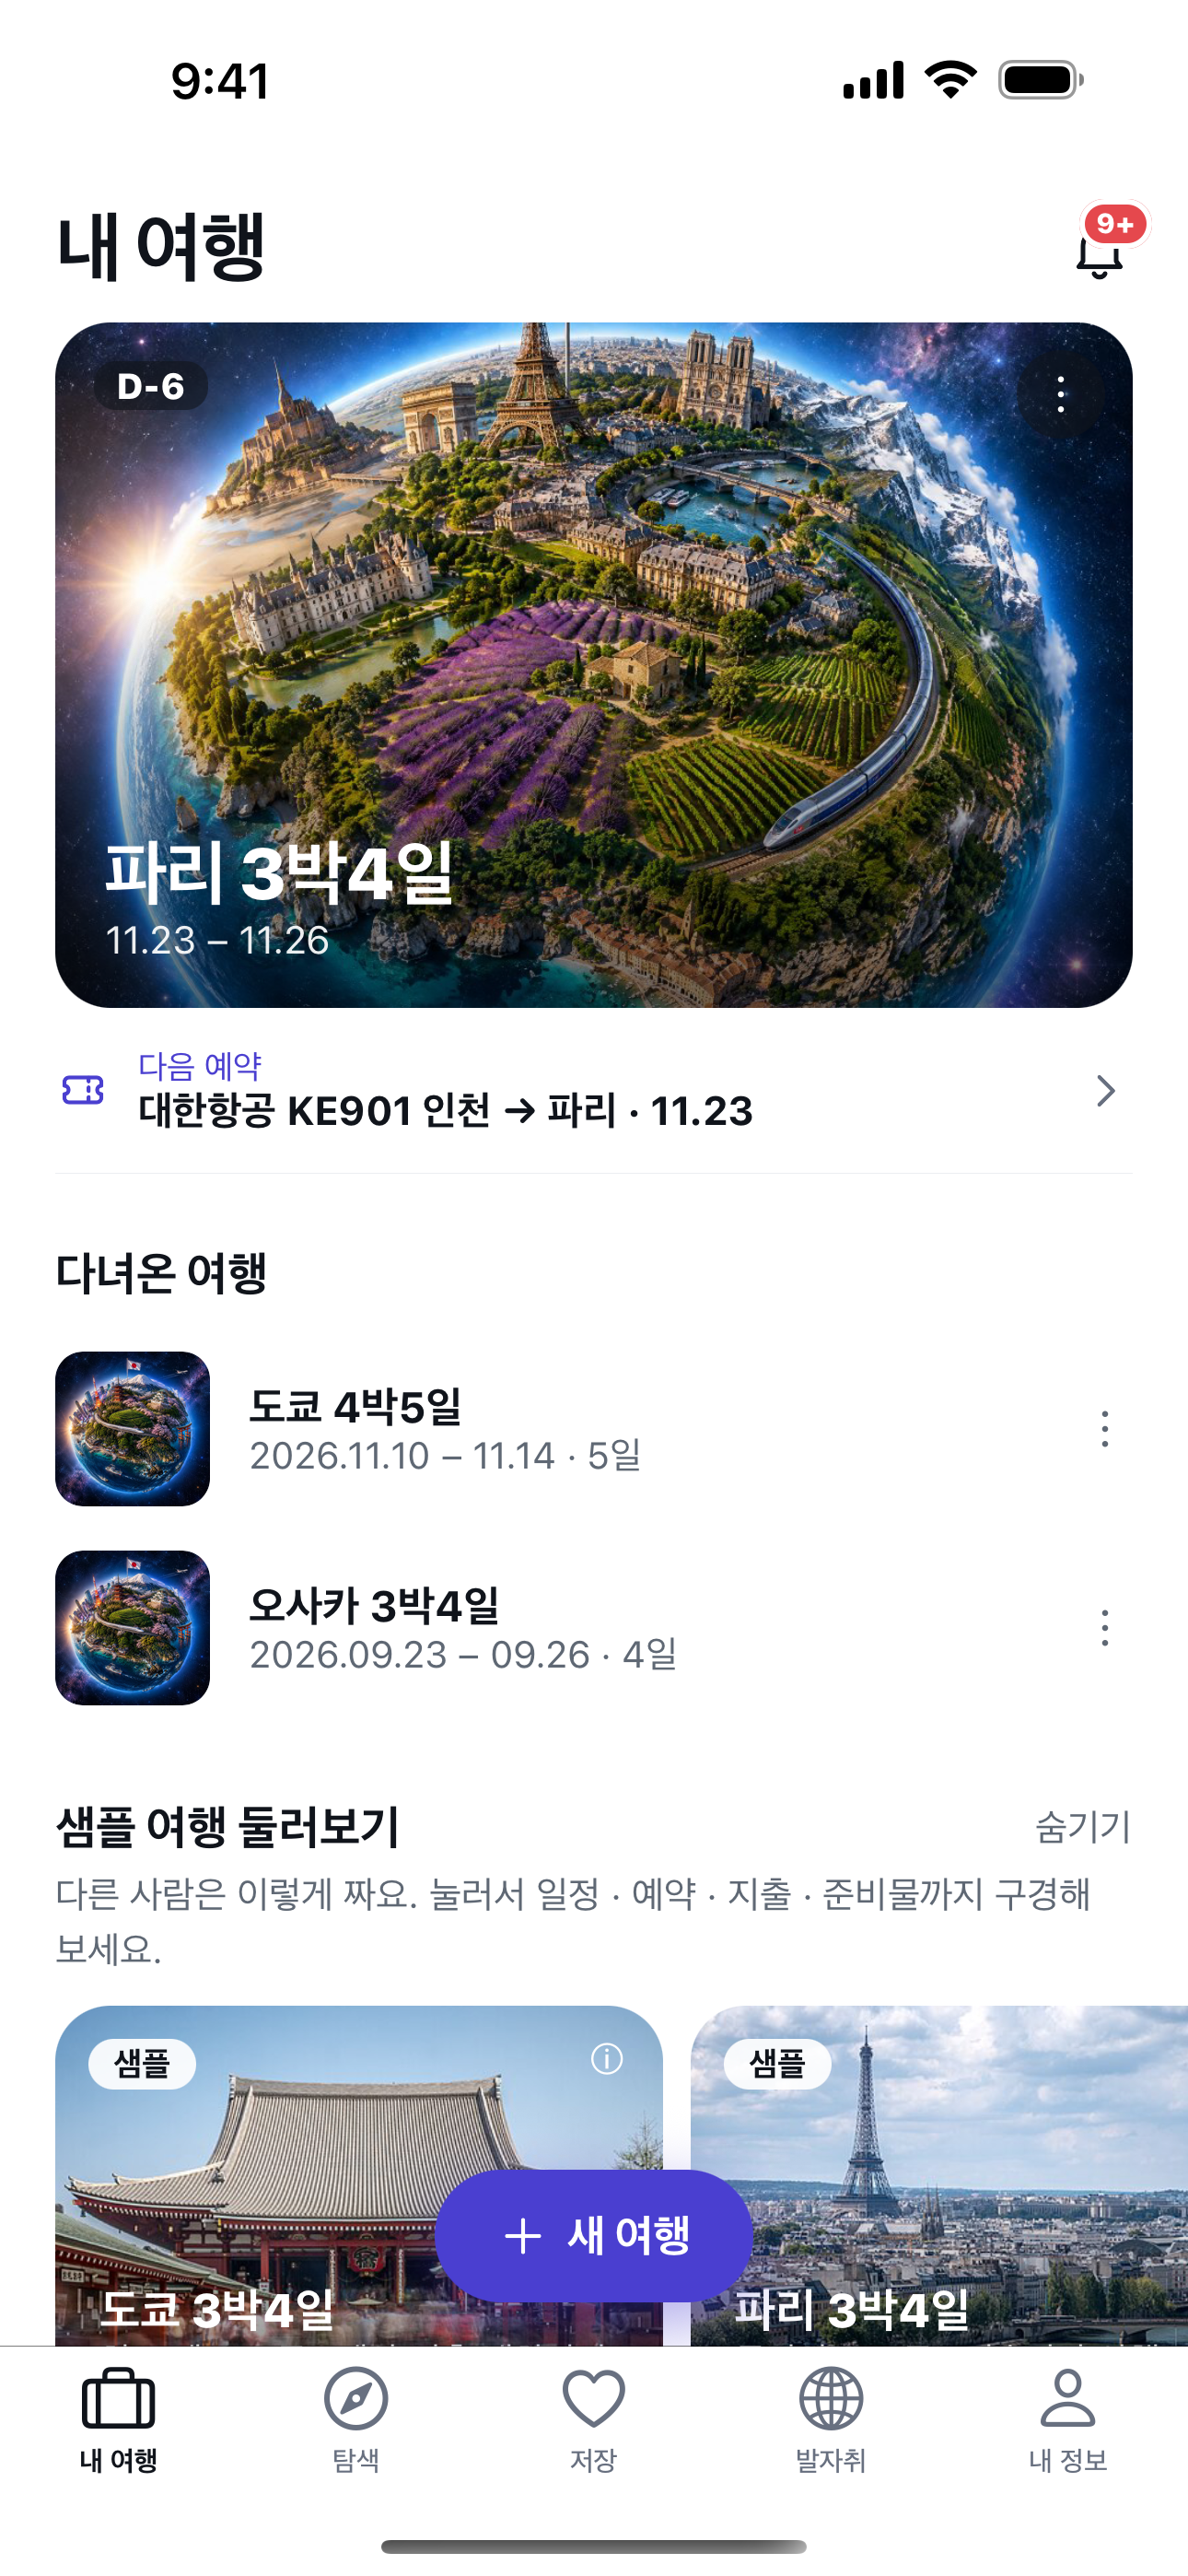 9:41
내 여행
9+
D-6
파리 3박4일
11.23 – 11.26
다음 예약
대한항공 KE901 인천 → 파리 · 11.23
다녀온 여행
도쿄 4박5일
2026.11.10 – 11.14 · 5일
오사카 3박4일
2026.09.23 – 09.26 · 4일
샘플 여행 둘러보기
숨기기
다른 사람은 이렇게 짜요. 눌러서 일정 · 예약 · 지출 · 준비물까지 구경해
보세요.
샘플
샘플
+ 새 여행
도쿄 3박4일
파리 3박4일
내 여행
탐색
저장
발자취
내 정보